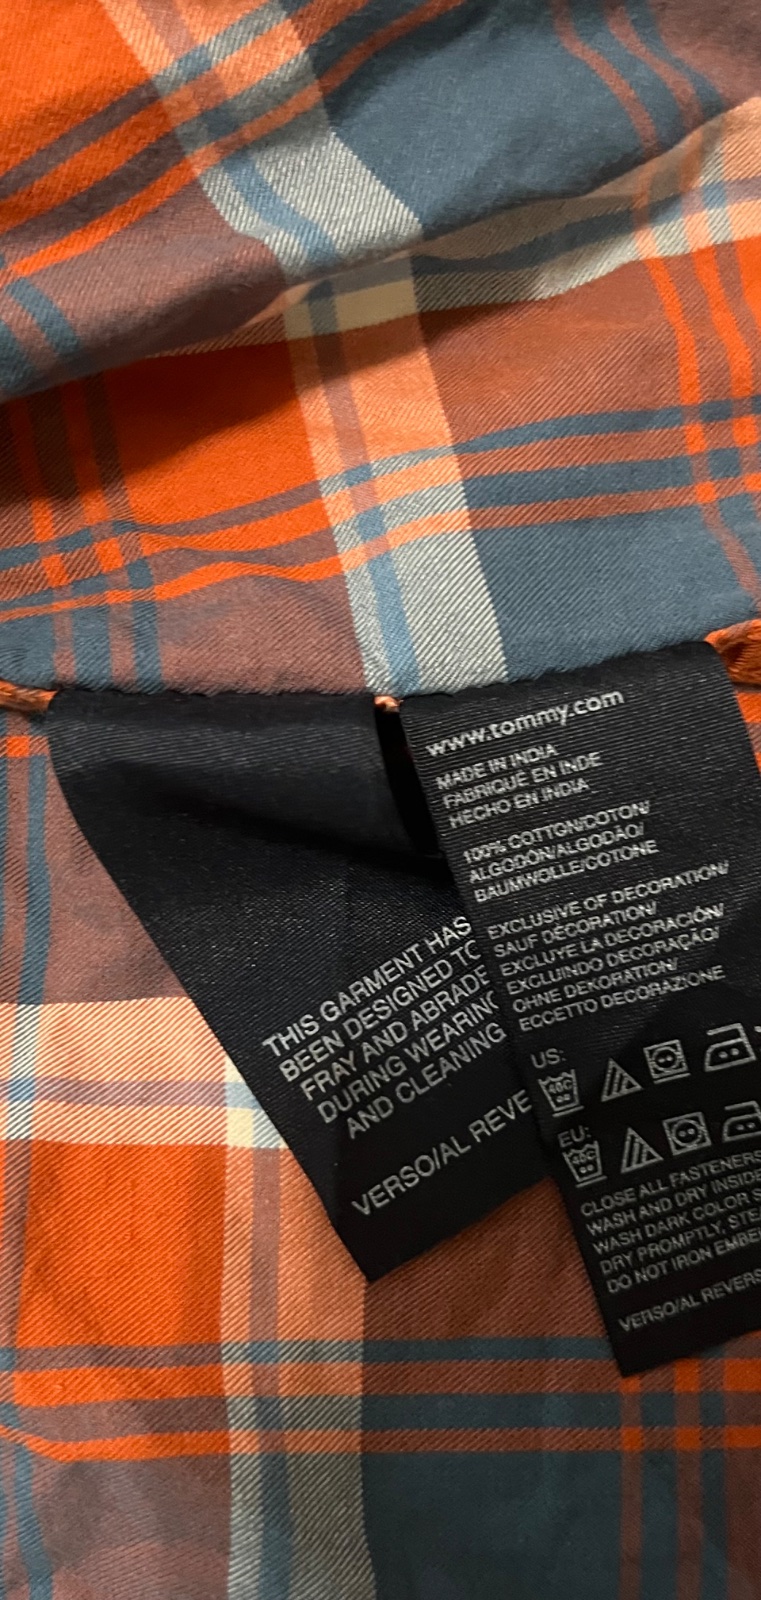 www.tommy.com
MADE IN INDIA
FABRIQUÉ EN INDE
HECHO EN INDIA
100% COTTON/COTON/
ALGODÓN/ALGODÃO/
BAUMWOLLE/COTONE
EXCLUSIVE OF DECORATION/
SAUF DÉCORATION/
EXCLUYE LA DECORACIÓN/
EXCLUINDO DECORAÇÃO/
OHNE DEKORATION/
ECCETTO DECORAZIONE
US:
40C
EU:
40C
CLOSE ALL FASTENERS
WASH AND DRY INSIDE
WASH DARK COLOR S
DRY PROMPTLY, STE
DO NOT IRON EMBE
VERSO/AL REVERS
THIS GARMENT HAS
BEEN DESIGNED TO
FRAY AND ABRADE
DURING WEARING
AND CLEANING
VERSO/AL REVE